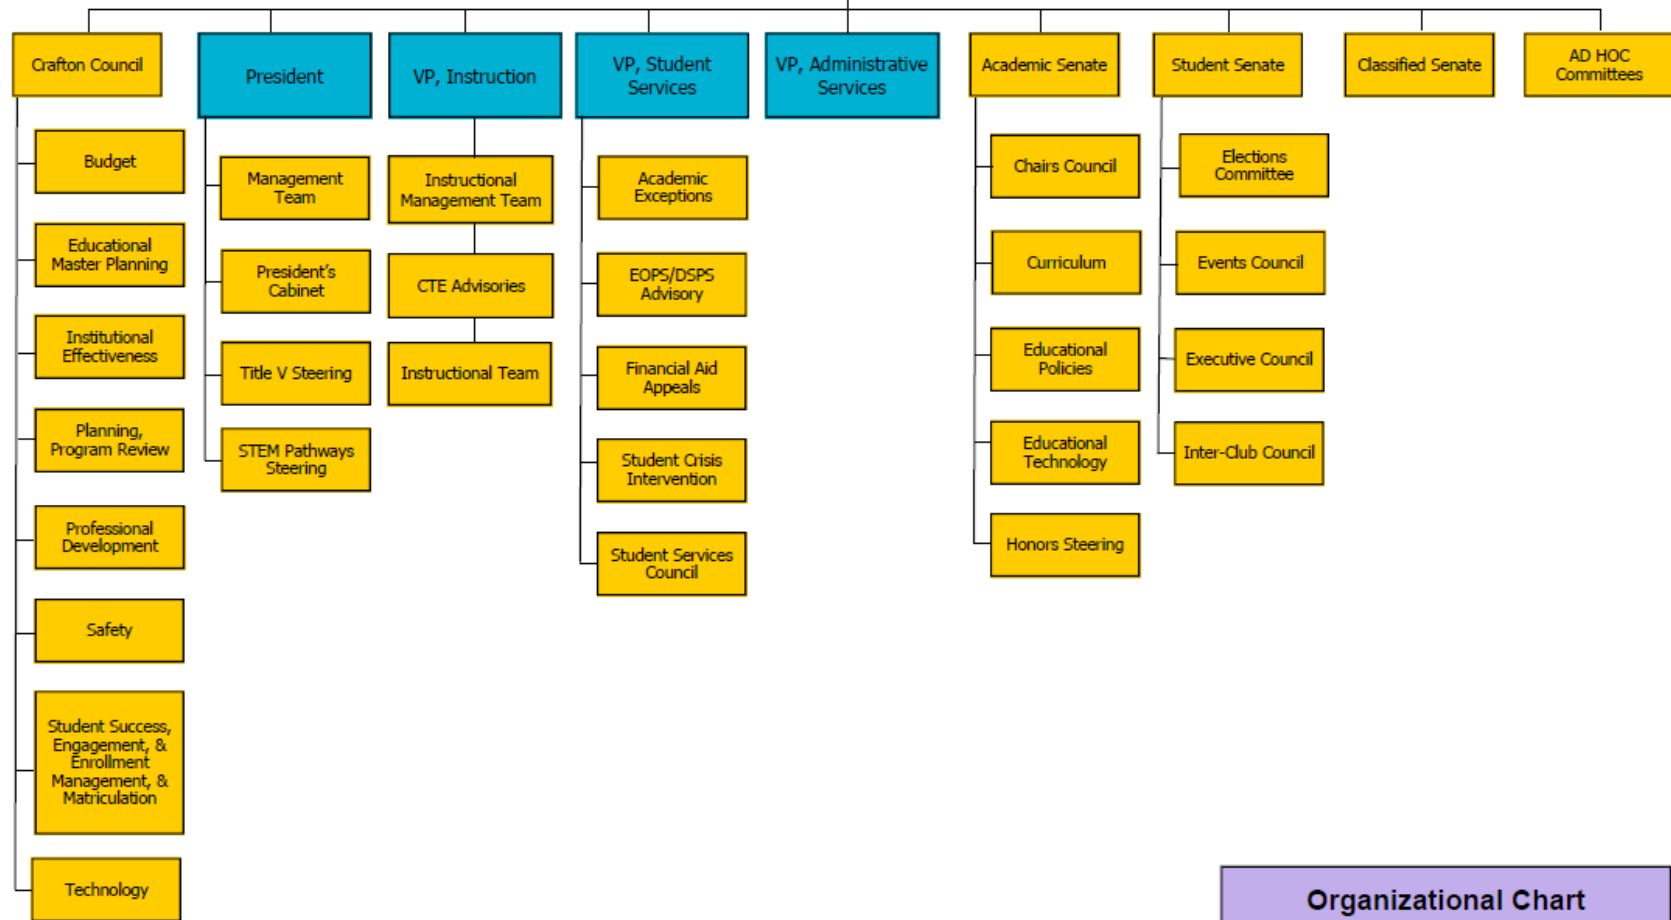 Crafton Council
President
VP, Instruction
VP, Student
Services
VP, Administrative
Services
Academic Senate
Student Senate
Classified Senate
AD HOC
Committees
Budget
Educational
Master Planning
Institutional
Effectiveness
Planning,
Program Review
Professional
Development
Safety
Student Success,
Engagement, &
Enrollment
Management, &
Matriculation
Technology
Management
Team
President's
Cabinet
Title V Steering
STEM Pathways
Steering
Instructional
Management Team
CTE Advisories
Instructional Team
Academic
Exceptions
EOPS/DSPS
Advisory
Financial Aid
Appeals
Student Crisis
Intervention
Student Services
Council
Chairs Council
Curriculum
Educational
Policies
Educational
Technology
Honors Steering
Elections
Committee
Events Council
Executive Council
Inter-Club Council
Organizational Chart